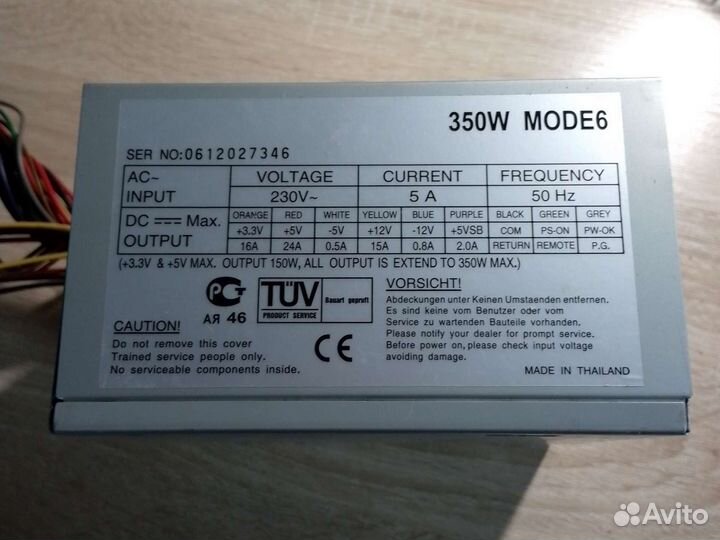 350W MODE6
SER NO:0612027346
AC~ INPUT VOLTAGE CURRENT FREQUENCY
230V~ 5 A 50 Hz
DC Max. OUTPUT ORANGE RED WHITE YELLOW BLUE PURPLE BLACK GREEN GREY
+3.3V +5V -5V +12V -12V +5VSB COM PS-ON PW-OK
16A 24A 0.5A 15A 0.8A 2.0A RETURN REMOTE P.G.
(+3.3V & +5V MAX. OUTPUT 150W, ALL OUTPUT IS EXTEND TO 350W MAX.)
РСТ
АЯ 46
TÜV
PRODUCT SERVICE
Bauart geprüft
CE
VORSICHT!
Abdeckungen unter Keinen Umstaenden entfernen.
Es sind keine vom Benutzer oder vom
Service zu wartenden Bauteile vorhanden.
Please notify your dealer for prompt service.
Before power on, please check input voltage
avoiding damage.
CAUTION!
Do not remove this cover
Trained service people only.
No serviceable components inside.
MADE IN THAILAND
Avito